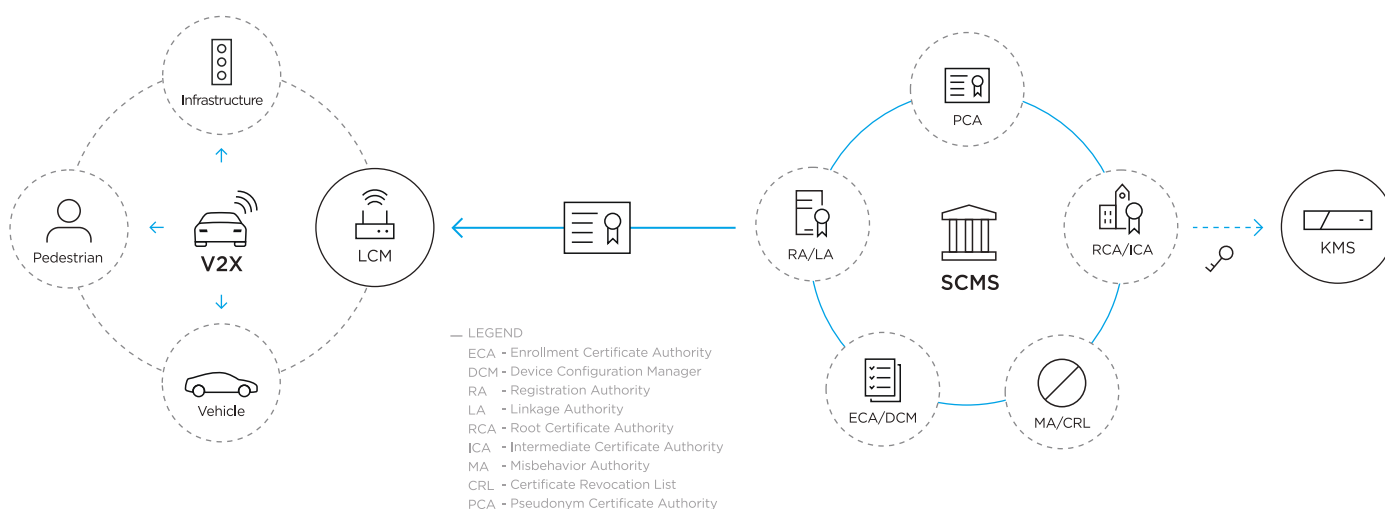 Infrastructure
Pedestrian
V2X
LCM
Vehicle
PCA
RA/LA
SCMS
RCA/ICA
KMS
ECA/DCM
MA/CRL
— LEGEND
ECA - Enrollment Certificate Authority
DCM - Device Configuration Manager
RA - Registration Authority
LA - Linkage Authority
RCA - Root Certificate Authority
ICA - Intermediate Certificate Authority
MA - Misbehavior Authority
CRL - Certificate Revocation List
PCA - Pseudonym Certificate Authority